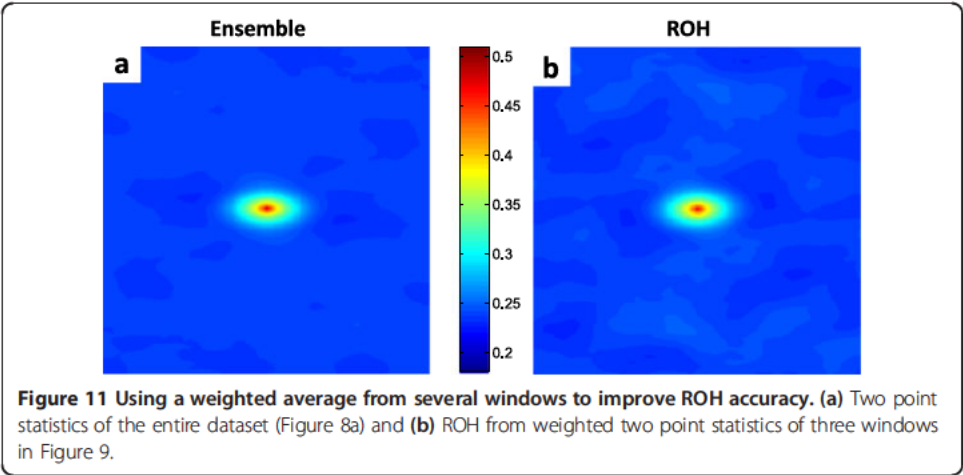 Ensemble
ROH
a
b
0.5
0.45
0.4
0.35
0.3
0.25
0.2
Figure 11 Using a weighted average from several windows to improve ROH accuracy. (a) Two point
statistics of the entire dataset (Figure 8a) and (b) ROH from weighted two point statistics of three windows
in Figure 9.